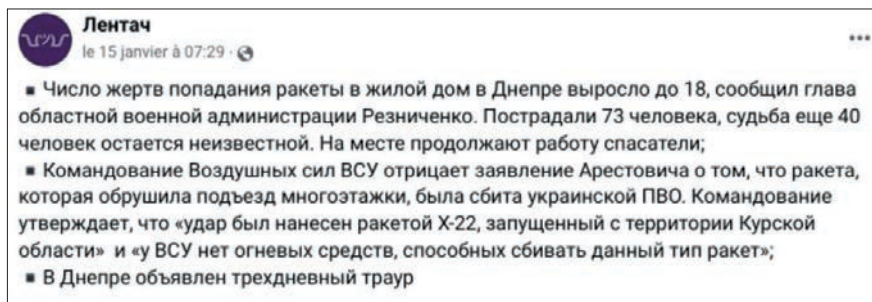 Лентач
le 15 janvier à 07:29 ·
▪ Число жертв попадания ракеты в жилой дом в Днепре выросло до 18, сообщил глава
областной военной администрации Резниченко. Пострадали 73 человека, судьба еще 40
человек остается неизвестной. На месте продолжают работу спасатели;
▪ Командование Воздушных сил ВСУ отрицает заявление Арестовича о том, что ракета,
которая обрушила подъезд многоэтажки, была сбита украинской ПВО. Командование
утверждает, что «удар был нанесен ракетой Х-22, запущенный с территории Курской
области» и «у ВСУ нет огневых средств, способных сбивать данный тип ракет»;
▪ В Днепре объявлен трехдневный траур